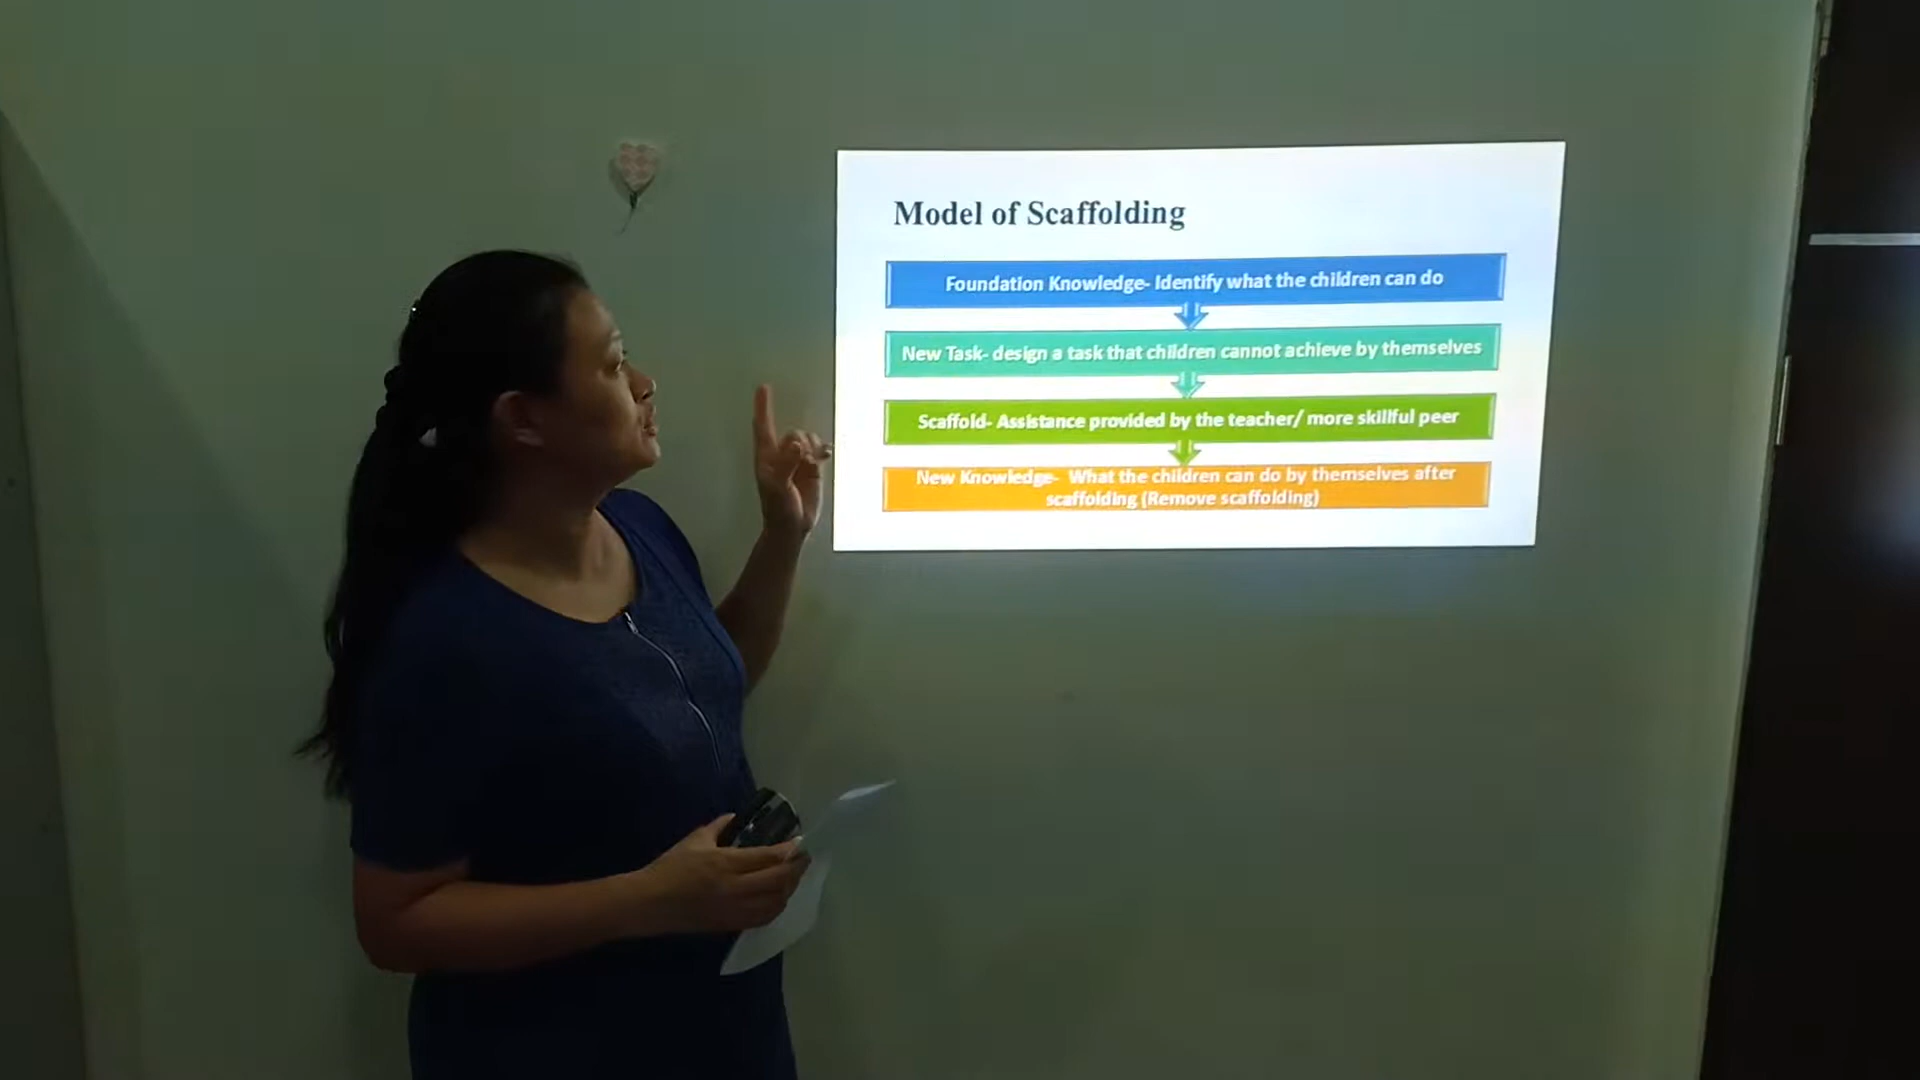 Model of Scaffolding
Foundation Knowledge- Identify what the children can do
New Task- design a task that children cannot achieve by themselves
Scaffold- Assistance provided by the teacher/ more skillful peer
New Knowledge- What the children can do by themselves after
scaffolding (Remove scaffolding)